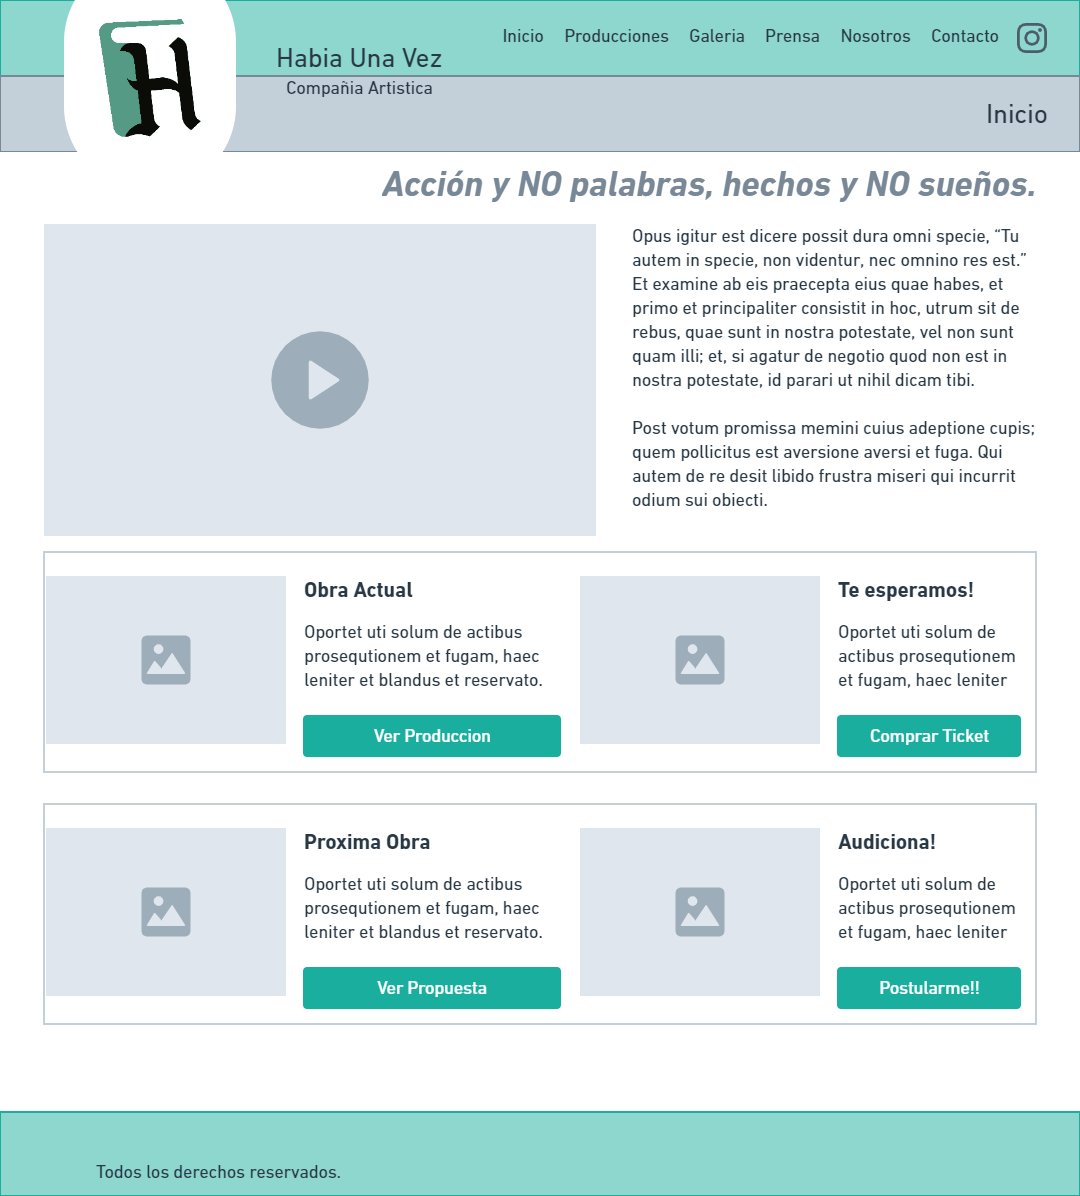 H
Habia Una Vez
Compañia Artistica
Inicio Producciones Galeria Prensa Nosotros Contacto
Inicio
Acción y NO palabras, hechos y NO sueños.
Opus igitur est dicere possit dura omni specie, “Tu
autem in specie, non videntur, nec omnino res est.”
Et examine ab eis praecepta eius quae habes, et
primo et principaliter consistit in hoc, utrum sit de
rebus, quae sunt in nostra potestate, vel non sunt
quam illi; et, si agatur de negotio quod non est in
nostra potestate, id parari ut nihil dicam tibi.
Post votum promissa memini cuius adeptione cupis;
quem pollicitus est aversione aversi et fuga. Qui
autem de re desit libido frustra miseri qui incurrit
odium sui obiecti.
Obra Actual
Oportet uti solum de actibus
prosequtionem et fugam, haec
leniter et blandus et reservato.
Ver Produccion
Te esperamos!
Oportet uti solum de
actibus prosequtionem
et fugam, haec leniter
Comprar Ticket
Proxima Obra
Oportet uti solum de actibus
prosequtionem et fugam, haec
leniter et blandus et reservato.
Ver Propuesta
Audiciona!
Oportet uti solum de
actibus prosequtionem
et fugam, haec leniter
Postularme!!
Todos los derechos reservados.